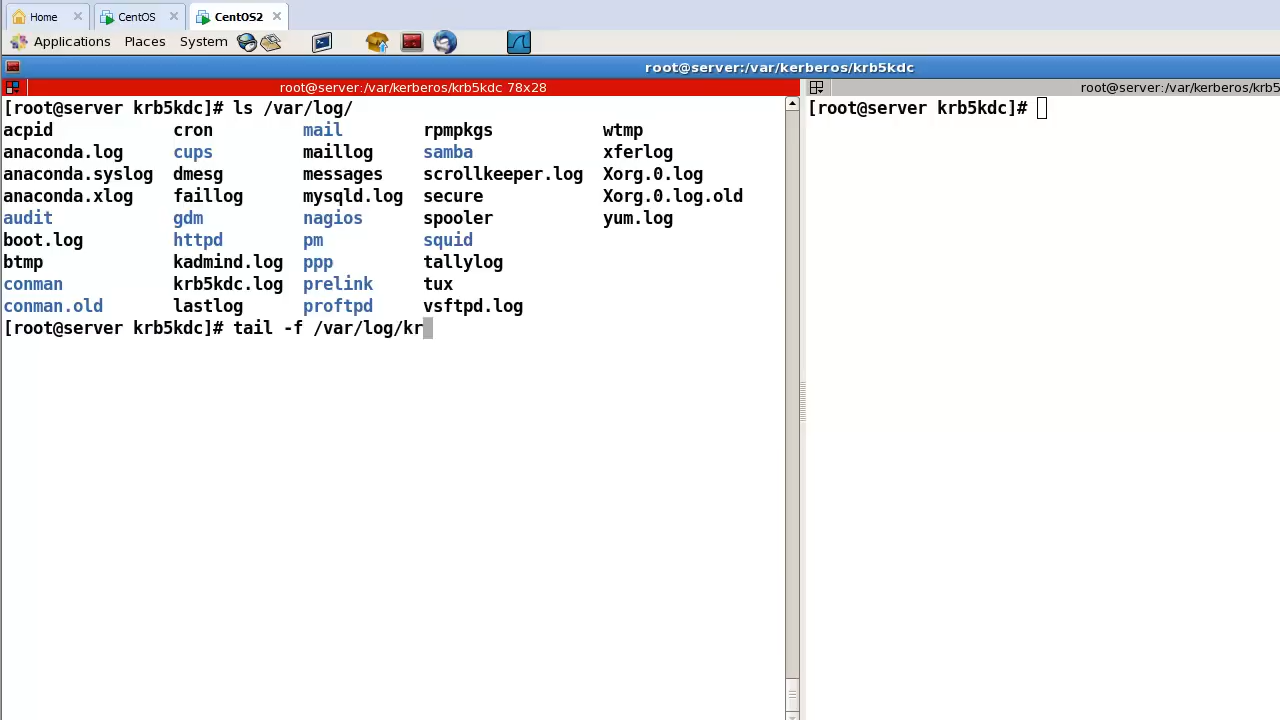 Home CentOS CentOS2
Applications Places System
root@server:/var/kerberos/krb5kdc
root@server:/var/kerberos/krb5kdc 78x28
[root@server krb5kdc]# ls /var/log/
acpid cron mail rpmpkgs wtmp
anaconda.log cups maillog samba xferlog
anaconda.syslog dmesg messages scrollkeeper.log Xorg.0.log
anaconda.xlog faillog mysqld.log secure Xorg.0.log.old
audit gdm nagios spooler yum.log
boot.log httpd pm squid
btmp kadmind.log ppp tallylog
conman krb5kdc.log prelink tux
conman.old lastlog proftpd vsftpd.log
[root@server krb5kdc]# tail -f /var/log/kr
root@server:/var/kerberos/krb5
[root@server krb5kdc]#